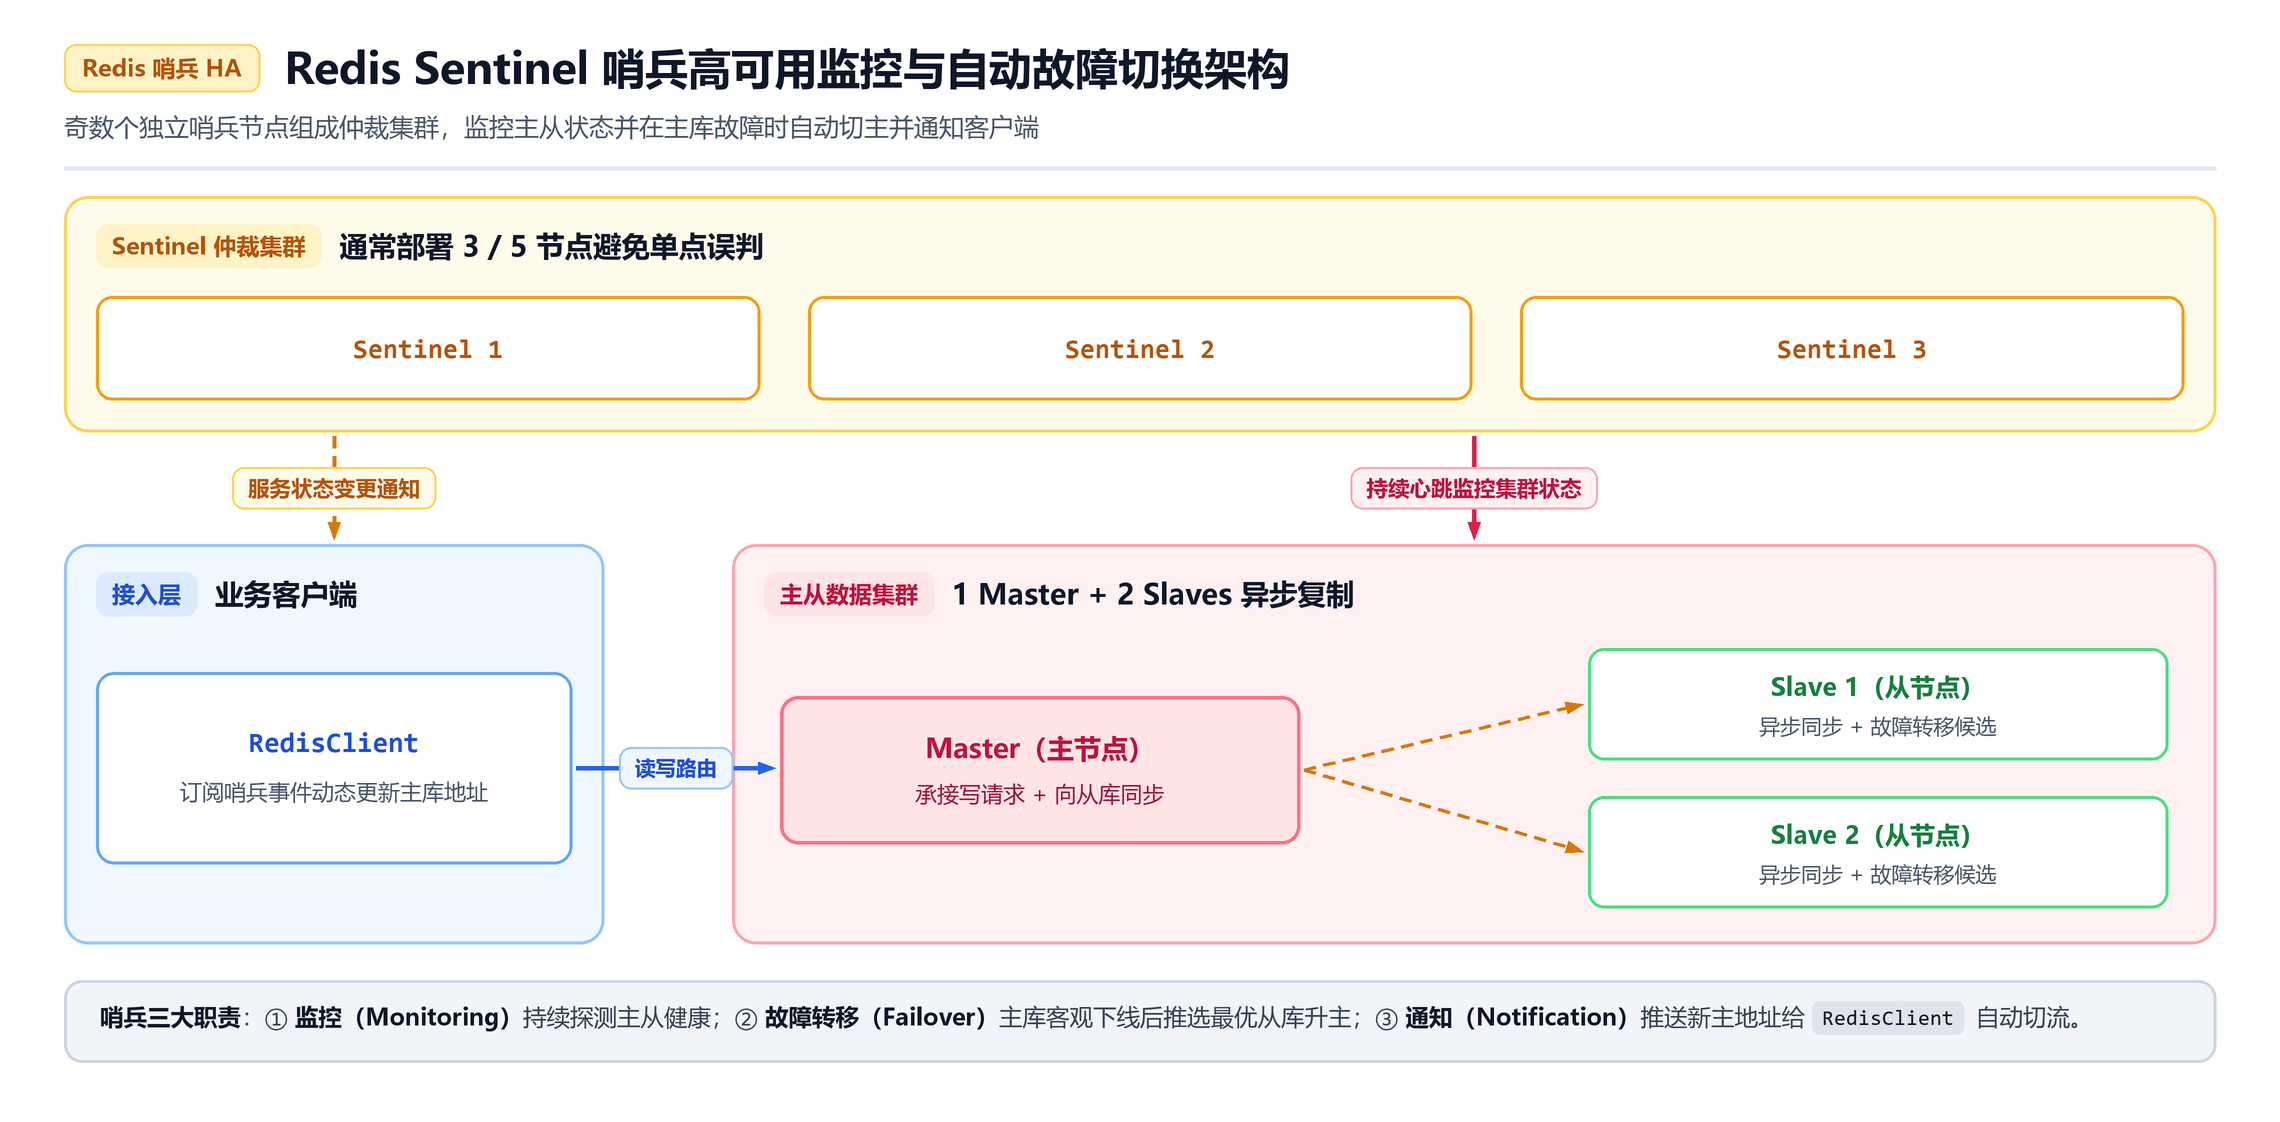 Redis 哨兵 HA
Redis Sentinel 哨兵高可用监控与自动故障切换架构
奇数个独立哨兵节点组成仲裁集群，监控主从状态并在主库故障时自动切主并通知客户端
Sentinel 仲裁集群
通常部署 3 / 5 节点避免单点误判
Sentinel 1
Sentinel 2
Sentinel 3
服务状态变更通知
持续心跳监控集群状态
接入层
业务客户端
RedisClient
订阅哨兵事件动态更新主库地址
读写路由
主从数据集群
1 Master + 2 Slaves 异步复制
Master（主节点）
承接写请求 + 向从库同步
Slave 1（从节点）
异步同步 + 故障转移候选
Slave 2（从节点）
异步同步 + 故障转移候选
哨兵三大职责：① 监控（Monitoring）持续探测主从健康；② 故障转移（Failover）主库客观下线后推选最优从库升主；③ 通知（Notification）推送新主地址给 RedisClient 自动切流。